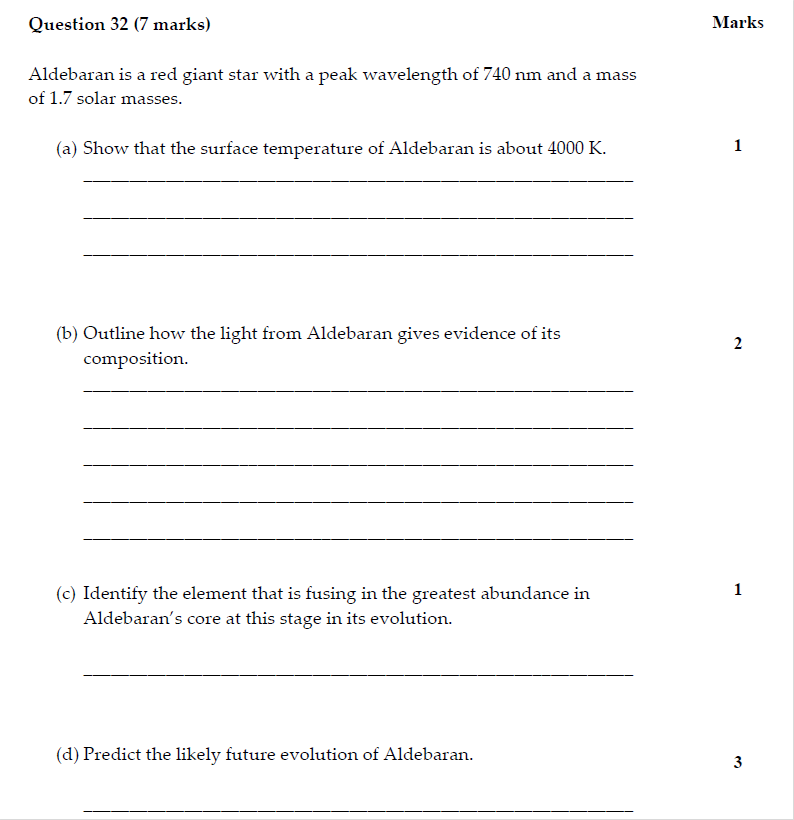 Question 32 (7 marks) Marks
Aldebaran is a red giant star with a peak wavelength of 740 nm and a mass
of 1.7 solar masses.
(a) Show that the surface temperature of Aldebaran is about 4000 K. 1
(b) Outline how the light from Aldebaran gives evidence of its
composition. 2
(c) Identify the element that is fusing in the greatest abundance in 1
Aldebaran's core at this stage in its evolution.
(d) Predict the likely future evolution of Aldebaran. 3